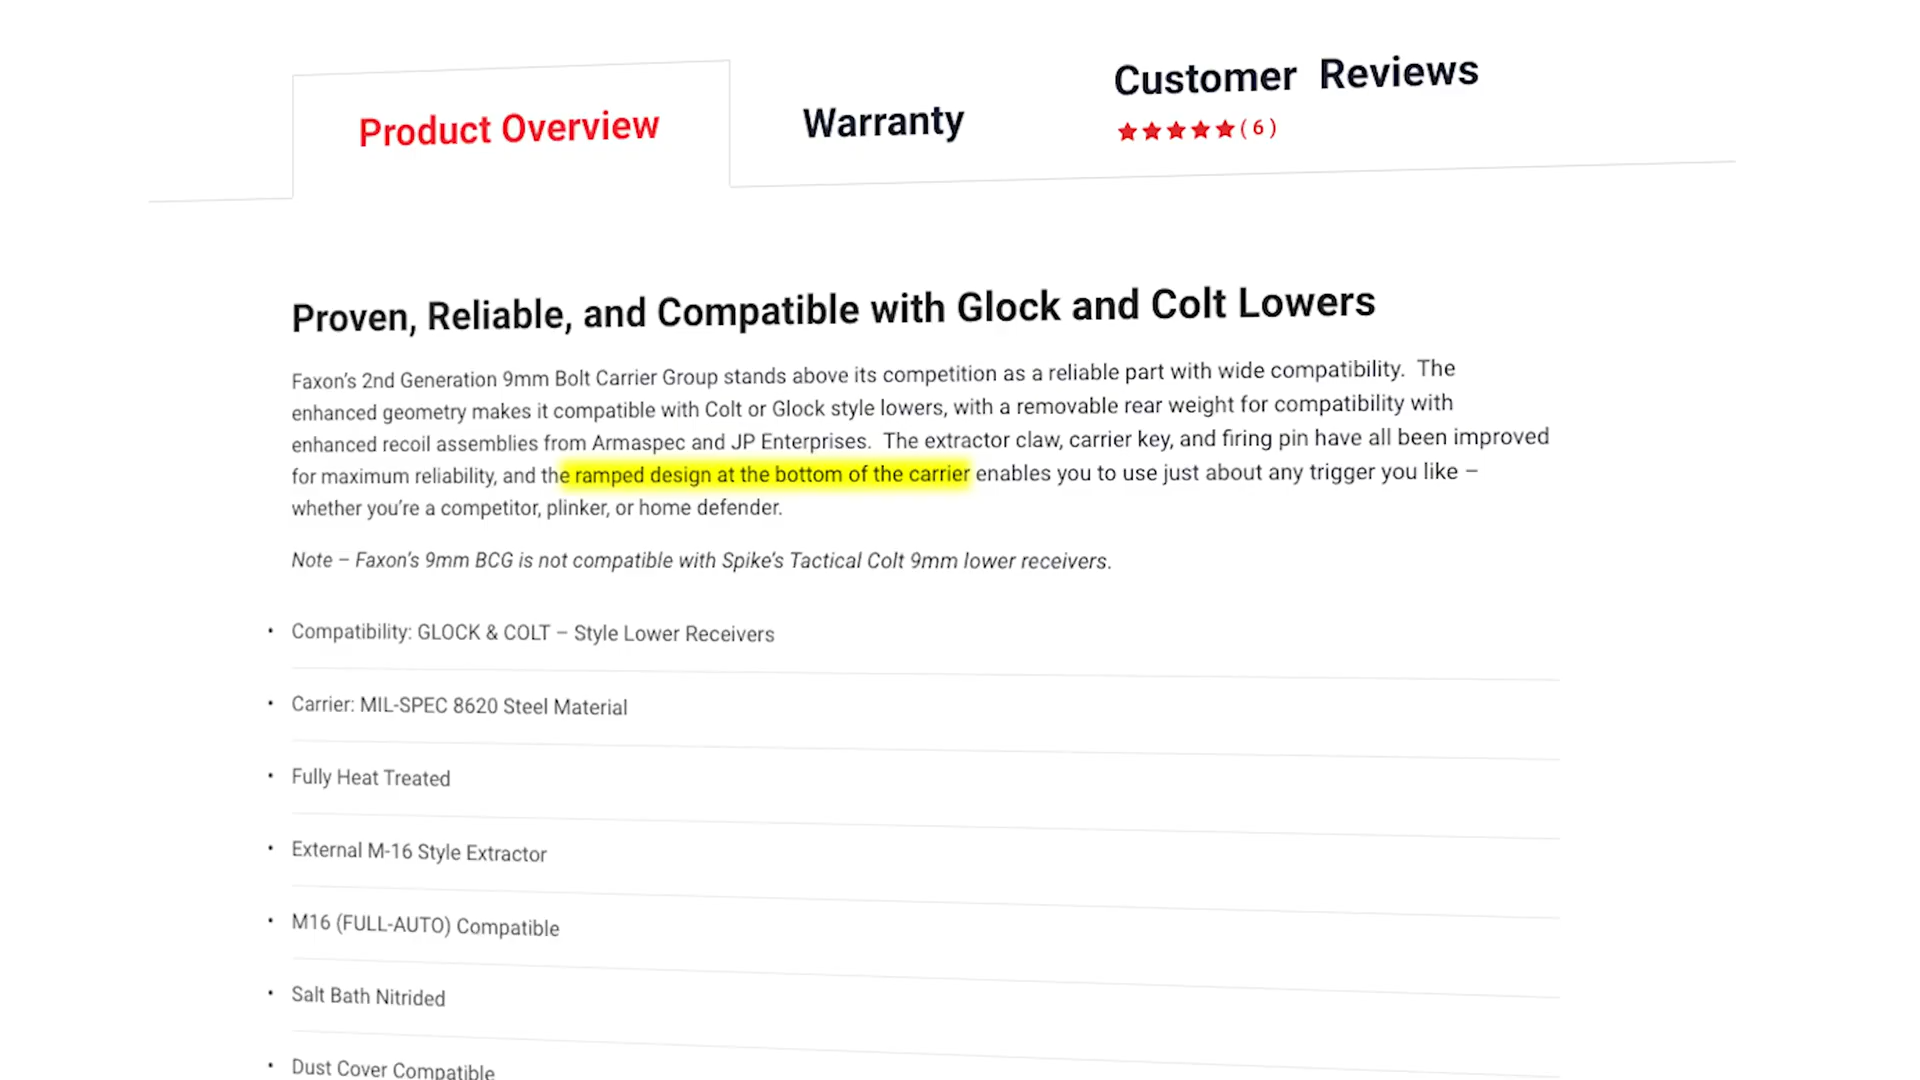 Product Overview
Warranty
Customer Reviews
★★★★★(6)
Proven, Reliable, and Compatible with Glock and Colt Lowers
Faxon's 2nd Generation 9mm Bolt Carrier Group stands above its competition as a reliable part with wide compatibility. The
enhanced geometry makes it compatible with Colt or Glock style lowers, with a removable rear weight for compatibility with
enhanced recoil assemblies from Armaspec and JP Enterprises. The extractor claw, carrier key, and firing pin have all been improved
for maximum reliability, and the ramped design at the bottom of the carrier enables you to use just about any trigger you like –
whether you're a competitor, plinker, or home defender.
Note – Faxon's 9mm BCG is not compatible with Spike's Tactical Colt 9mm lower receivers.
• Compatibility: GLOCK & COLT – Style Lower Receivers
• Carrier: MIL-SPEC 8620 Steel Material
• Fully Heat Treated
• External M-16 Style Extractor
• M16 (FULL-AUTO) Compatible
• Salt Bath Nitrided
• Dust Cover Compatible